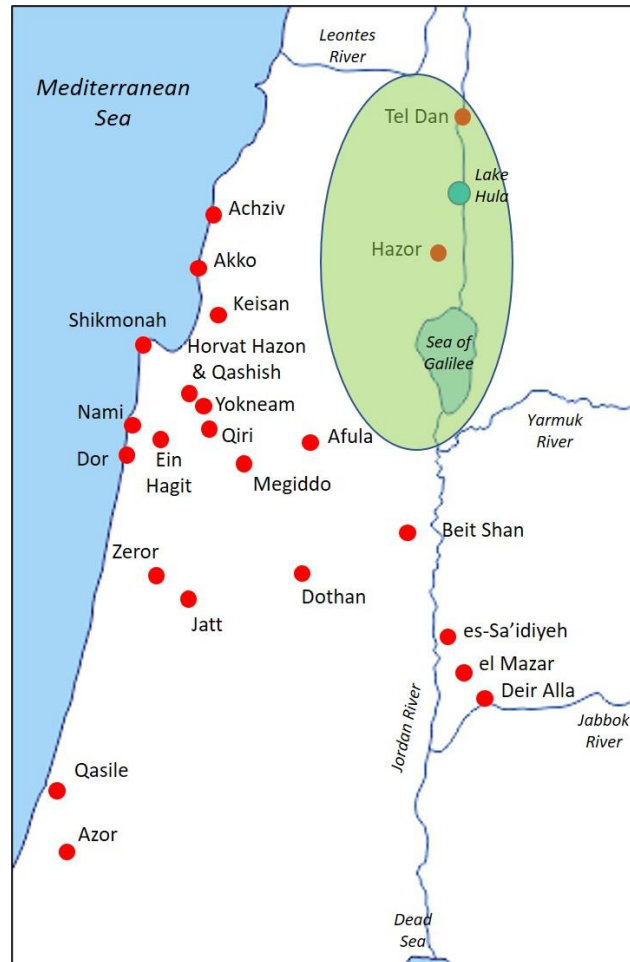 Leontes
River
Mediterranean
Sea
Tel Dan
Lake
Hula
Achziv
Hazor
Akko
Keisan
Shikmonah
Sea of
Galilee
Horvat Hazon
& Qashish
Yokneam
Nami
Qiri
Afula
Yarmuk
River
Dor
Ein
Hagit
Megiddo
Beit Shan
Zeror
Dothan
Jatt
es-Sa'idiyeh
el Mazar
Deir Alla
Jordan River
Jabbok
River
Qasile
Azor
Dead
Sea